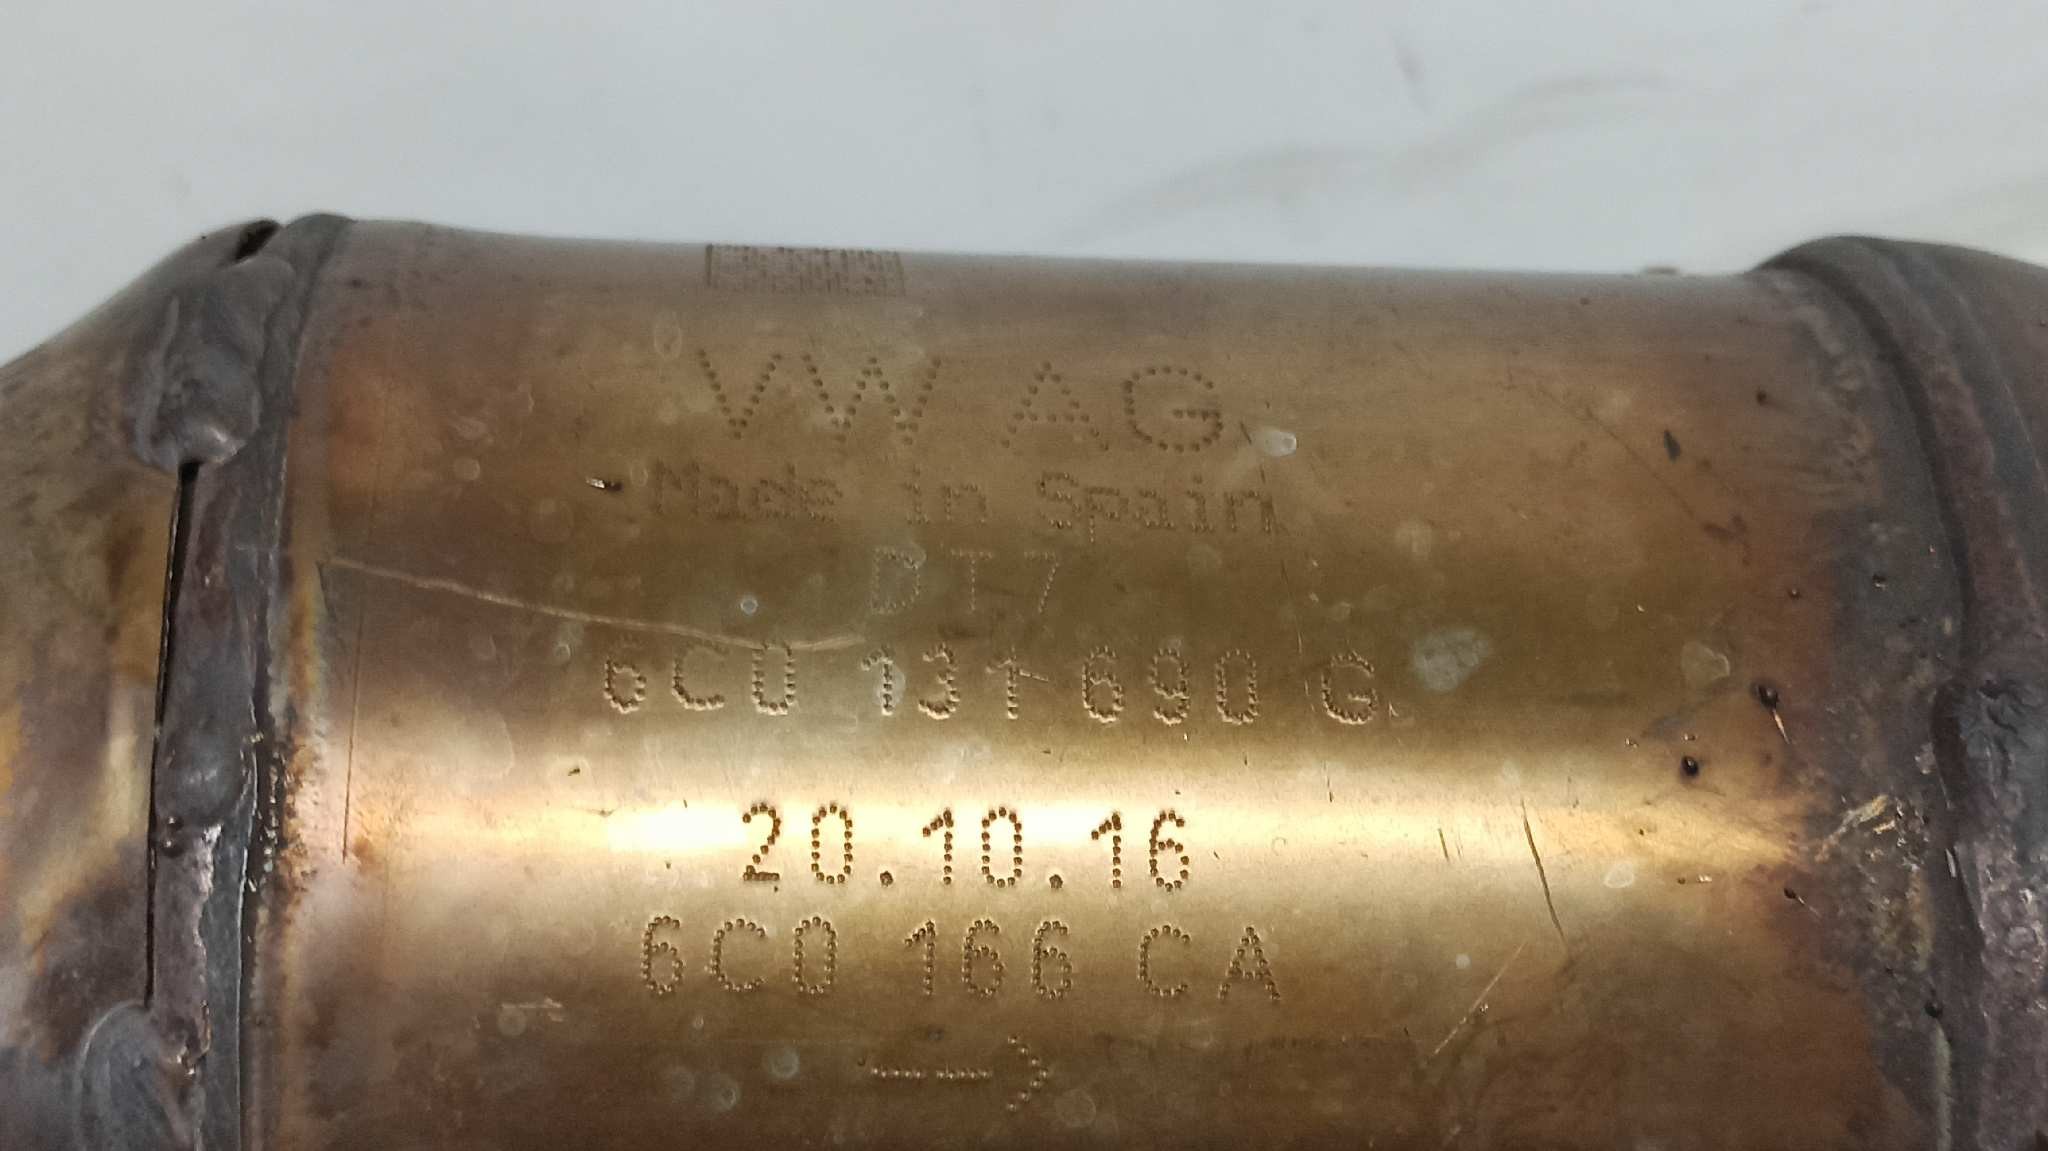 VW AG
Made in Spain
DT7
6C0 131 690 G
20.10.16
6C0 166 CA
→